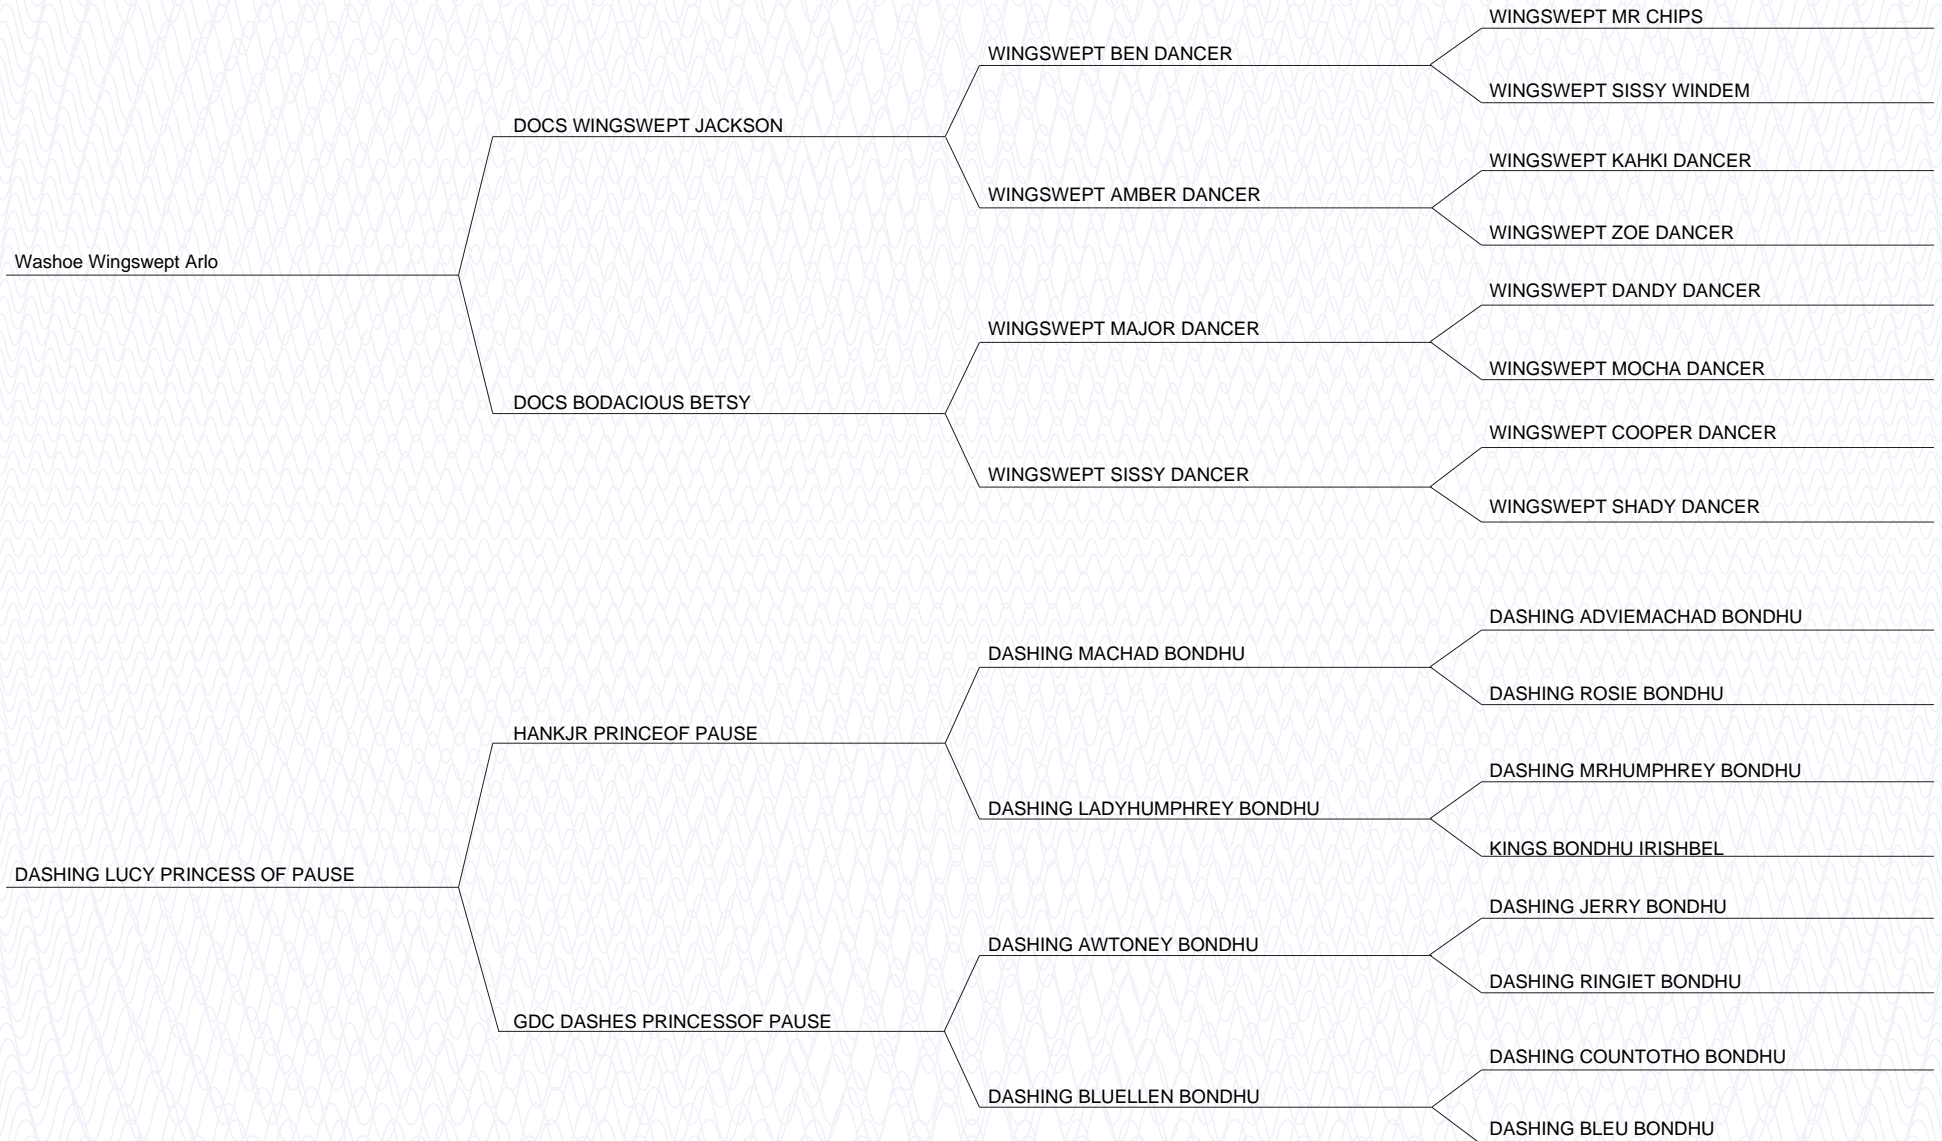 WINGSWEPT MR CHIPS
WINGSWEPT BEN DANCER
WINGSWEPT SISSY WINDEM
DOCS WINGSWEPT JACKSON
WINGSWEPT KAHKI DANCER
WINGSWEPT AMBER DANCER
WINGSWEPT ZOE DANCER
Washoe Wingswept Arlo
WINGSWEPT DANDY DANCER
WINGSWEPT MAJOR DANCER
WINGSWEPT MOCHA DANCER
DOCS BODACIOUS BETSY
WINGSWEPT COOPER DANCER
WINGSWEPT SISSY DANCER
WINGSWEPT SHADY DANCER
DASHING ADVIEMACHAD BONDHU
DASHING MACHAD BONDHU
DASHING ROSIE BONDHU
HANKJR PRINCEOF PAUSE
DASHING MRHUMPHREY BONDHU
DASHING LADYHUMPHREY BONDHU
KINGS BONDHU IRISHBEL
DASHING LUCY PRINCESS OF PAUSE
DASHING JERRY BONDHU
DASHING AWTONEY BONDHU
DASHING RINGIET BONDHU
GDC DASHES PRINCESSOF PAUSE
DASHING COUNTOTHO BONDHU
DASHING BLUELLEN BONDHU
DASHING BLEU BONDHU